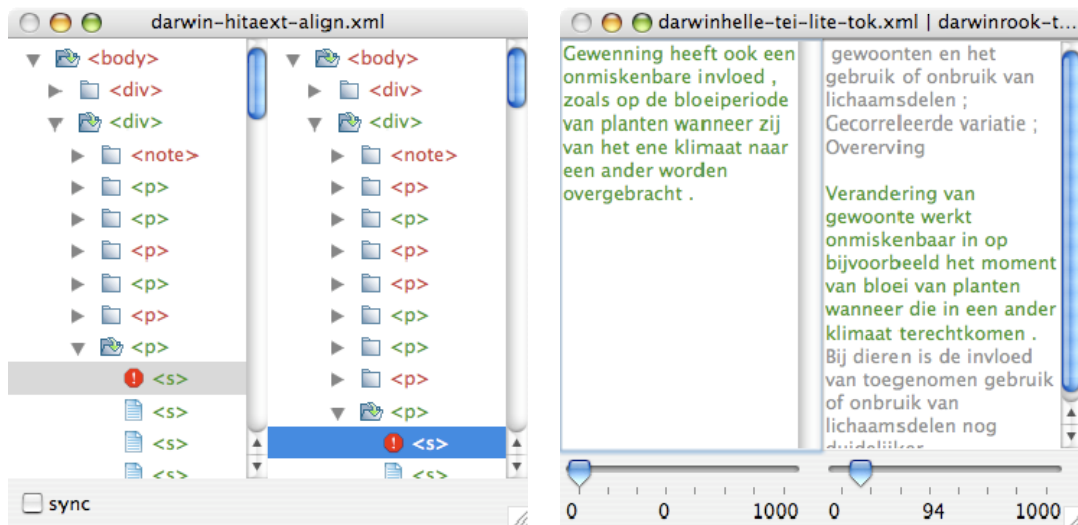 darwin-hitaext-align.xml
<body>
<div>
<div>
<note>
<p>
<p>
<p>
<p>
<p>
<p>
<s>
<s>
<s>
<s>
<body>
<div>
<div>
<note>
<p>
<p>
<p>
<p>
<p>
<p>
<p>
<p>
<s>
<s>
sync
darwinhelle-tei-lite-tok.xml | darwinrook-t...
Gewenning heeft ook een
onmiskenbare invloed ,
zoals op de bloeiperiode
van planten wanneer zij
van het ene klimaat naar
een ander worden
overgebracht .
gewoonten en het
gebruik of onbruik van
lichaamsdelen ;
Gecorreleerde variatie ;
Overerving
Verandering van
gewoonte werkt
onmiskenbaar in op
bijvoorbeeld het moment
van bloei van planten
wanneer die in een ander
klimaat terechtkomen .
Bij dieren is de invloed
van toegenomen gebruik
of onbruik van
lichaamsdelen nog
duidelijker
0 0 1000
0 94 1000